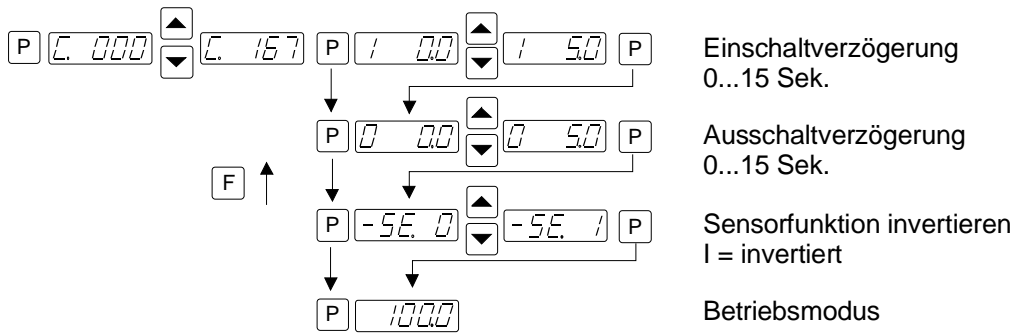 P C. 000 C. 167 P 1 0.0 1 5.0 P Einschaltverzögerung
0...15 Sek.
P 0 0.0 0 5.0 P Ausschaltverzögerung
0...15 Sek.
F
P -SE. 0 -SE. 1 P Sensorfunktion invertieren
I = invertiert
P 100.0 Betriebsmodus